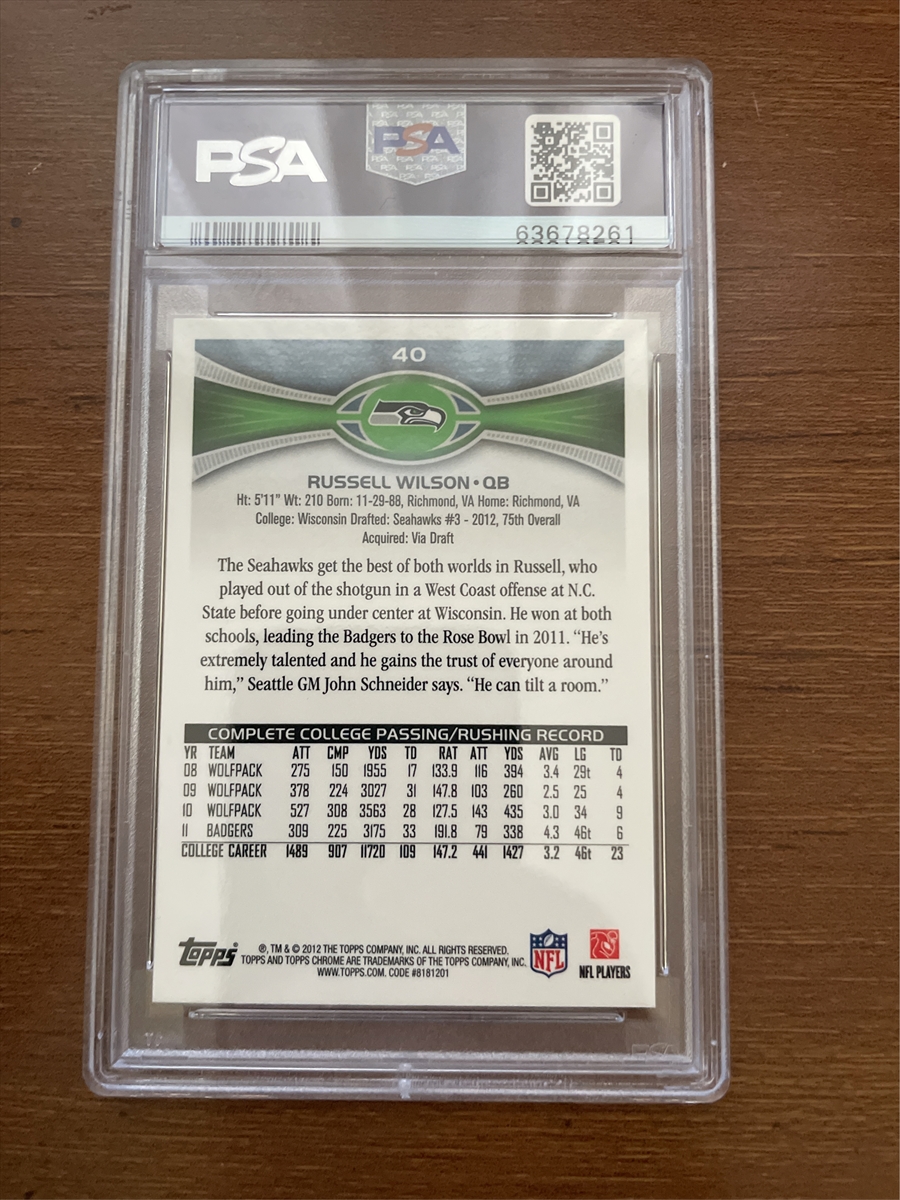 PSA
PSA
63678261
40
RUSSELL WILSON • QB
Ht: 5'11" Wt: 210 Born: 11-29-88, Richmond, VA Home: Richmond, VA
College: Wisconsin Drafted: Seahawks #3 - 2012, 75th Overall
Acquired: Via Draft
The Seahawks get the best of both worlds in Russell, who
played out of the shotgun in a West Coast offense at N.C.
State before going under center at Wisconsin. He won at both
schools, leading the Badgers to the Rose Bowl in 2011. “He’s
extremely talented and he gains the trust of everyone around
him,” Seattle GM John Schneider says. “He can tilt a room.”
COMPLETE COLLEGE PASSING/RUSHING RECORD
YR TEAM ATT CMP YDS TD RAT ATT YDS AVG LG TD
08 WOLFPACK 275 150 1955 17 133.9 116 394 3.4 29t 4
09 WOLFPACK 378 224 3027 31 147.8 103 260 2.5 25 4
10 WOLFPACK 527 308 3563 28 127.5 143 435 3.0 34 9
11 BADGERS 309 225 3175 33 191.8 79 338 4.3 46t 6
COLLEGE CAREER 1489 907 11720 109 147.2 441 1427 3.2 46t 23
Topps
®, TM & © 2012 THE TOPPS COMPANY, INC. ALL RIGHTS RESERVED.
TOPPS AND TOPPS CHROME ARE TRADEMARKS OF THE TOPPS COMPANY, INC.
WWW.TOPPS.COM. CODE #8181201
NFL
NFL PLAYERS
PSA